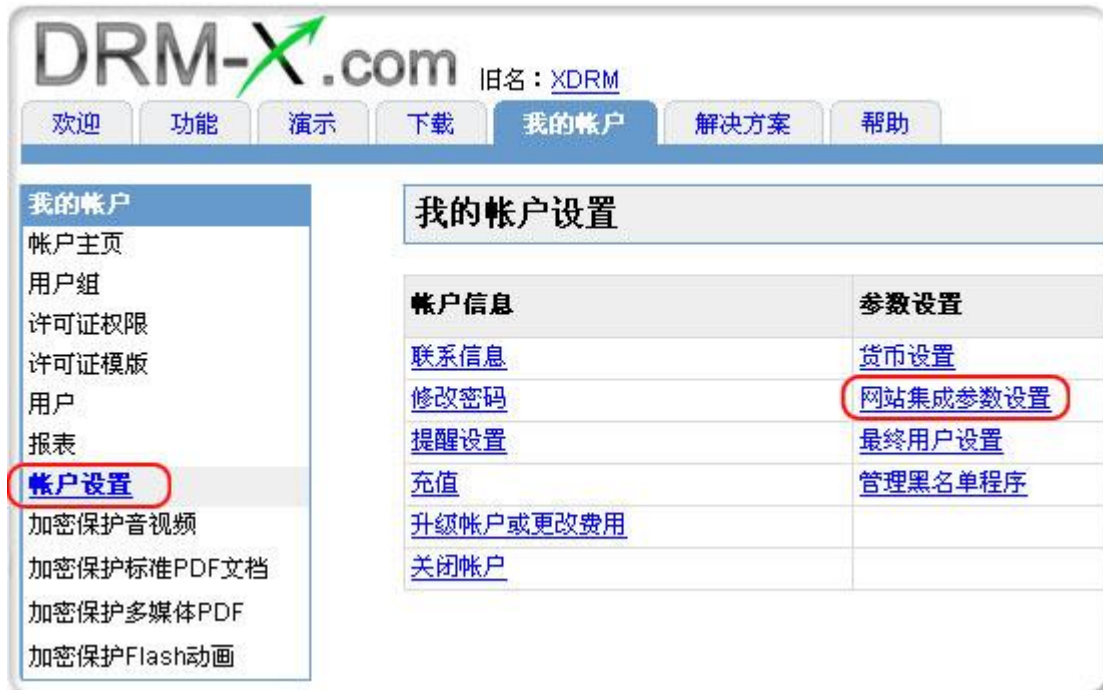 DRM-X.com 旧名：XDRM
欢迎 功能 演示 下载 我的帐户 解决方案 帮助
我的帐户
帐户主页
用户组
许可证权限
许可证模版
用户
报表
帐户设置
加密保护音视频
加密保护标准PDF文档
加密保护多媒体PDF
加密保护Flash动画
我的帐户设置
帐户信息 参数设置
联系信息 货币设置
修改密码 网站集成参数设置
提醒设置 最终用户设置
充值 管理黑名单程序
升级帐户或更改费用
关闭帐户